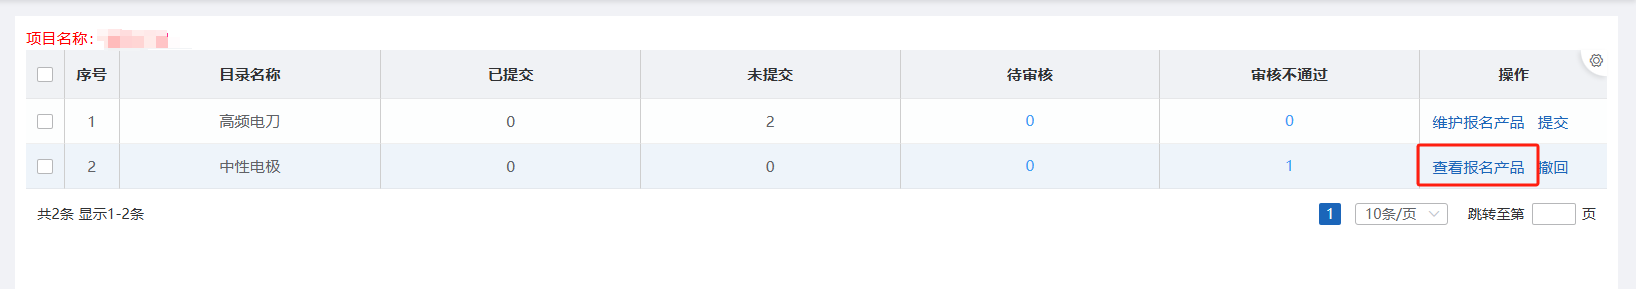 项目名称：
序号 目录名称 已提交 未提交 待审核 审核不通过 操作
1 高频电刀 0 2 0 0 维护报名产品 提交
2 中性电极 0 0 0 1 查看报名产品 撤回
共2条 显示1-2条 1 10条/页 跳转至第 页